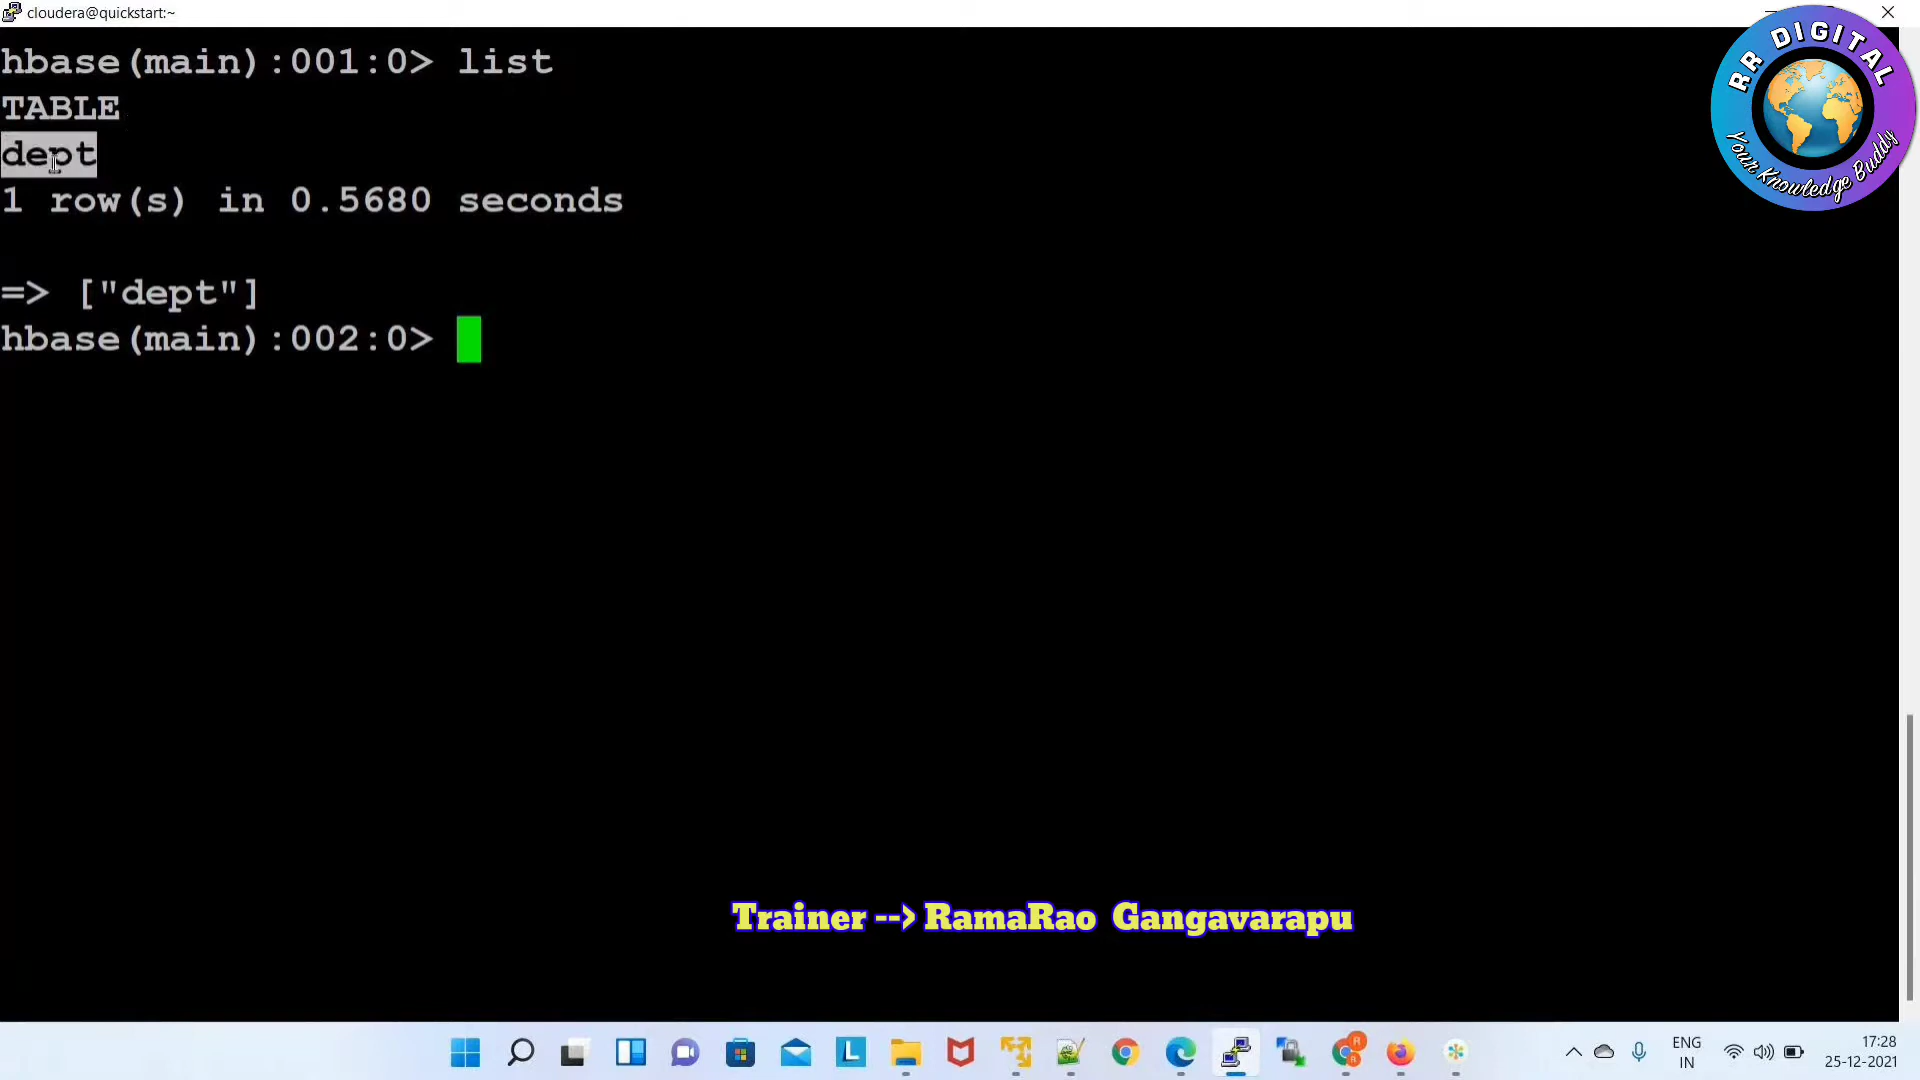 cloudera@quickstart:~
hbase(main):001:0> list
TABLE
dept
1 row(s) in 0.5680 seconds
=> ["dept"]
hbase(main):002:0>
RR DIGITAL
Your Knowledge Buddy
Trainer --> RamaRao Gangavarapu
ENG
IN
17:28
25-12-2021